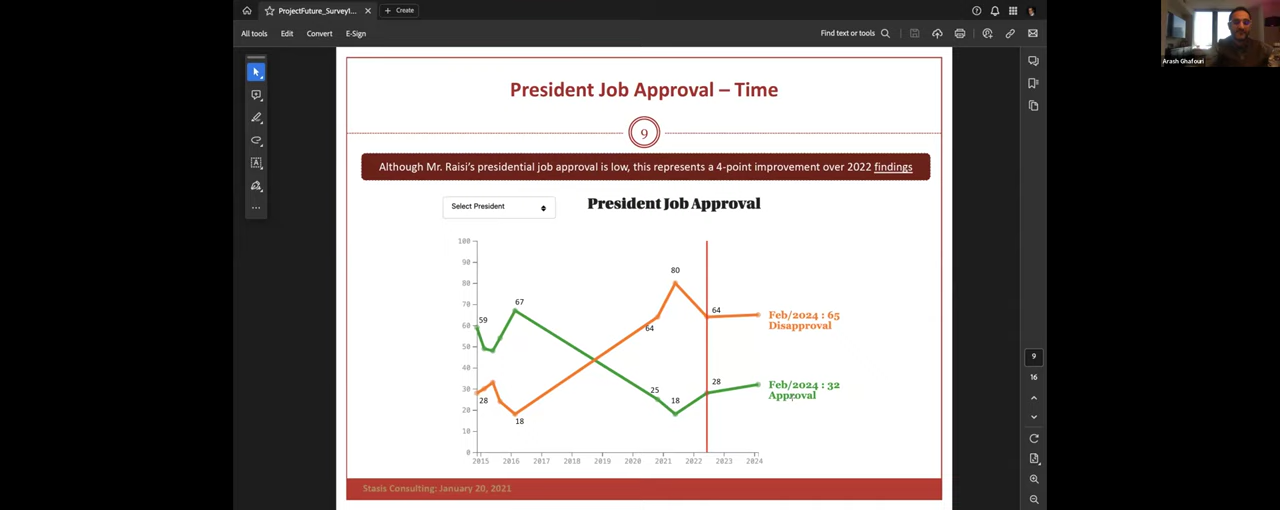 ProjectFuture_Survey1...
Create
All tools
Edit
Convert
E-Sign
Find text or tools
Arash Ghafouri
President Job Approval – Time
9
Although Mr. Raisi's presidential job approval is low, this represents a 4-point improvement over 2022 findings
Select President
President Job Approval
100
90
80
70
60
50
40
30
20
10
0
59
67
28
18
64
80
64
25
18
28
Feb/2024 : 65
Disapproval
Feb/2024 : 32
Approval
2015
2016
2017
2018
2019
2020
2021
2022
2023
2024
Stasis Consulting: January 20, 2021
9
16